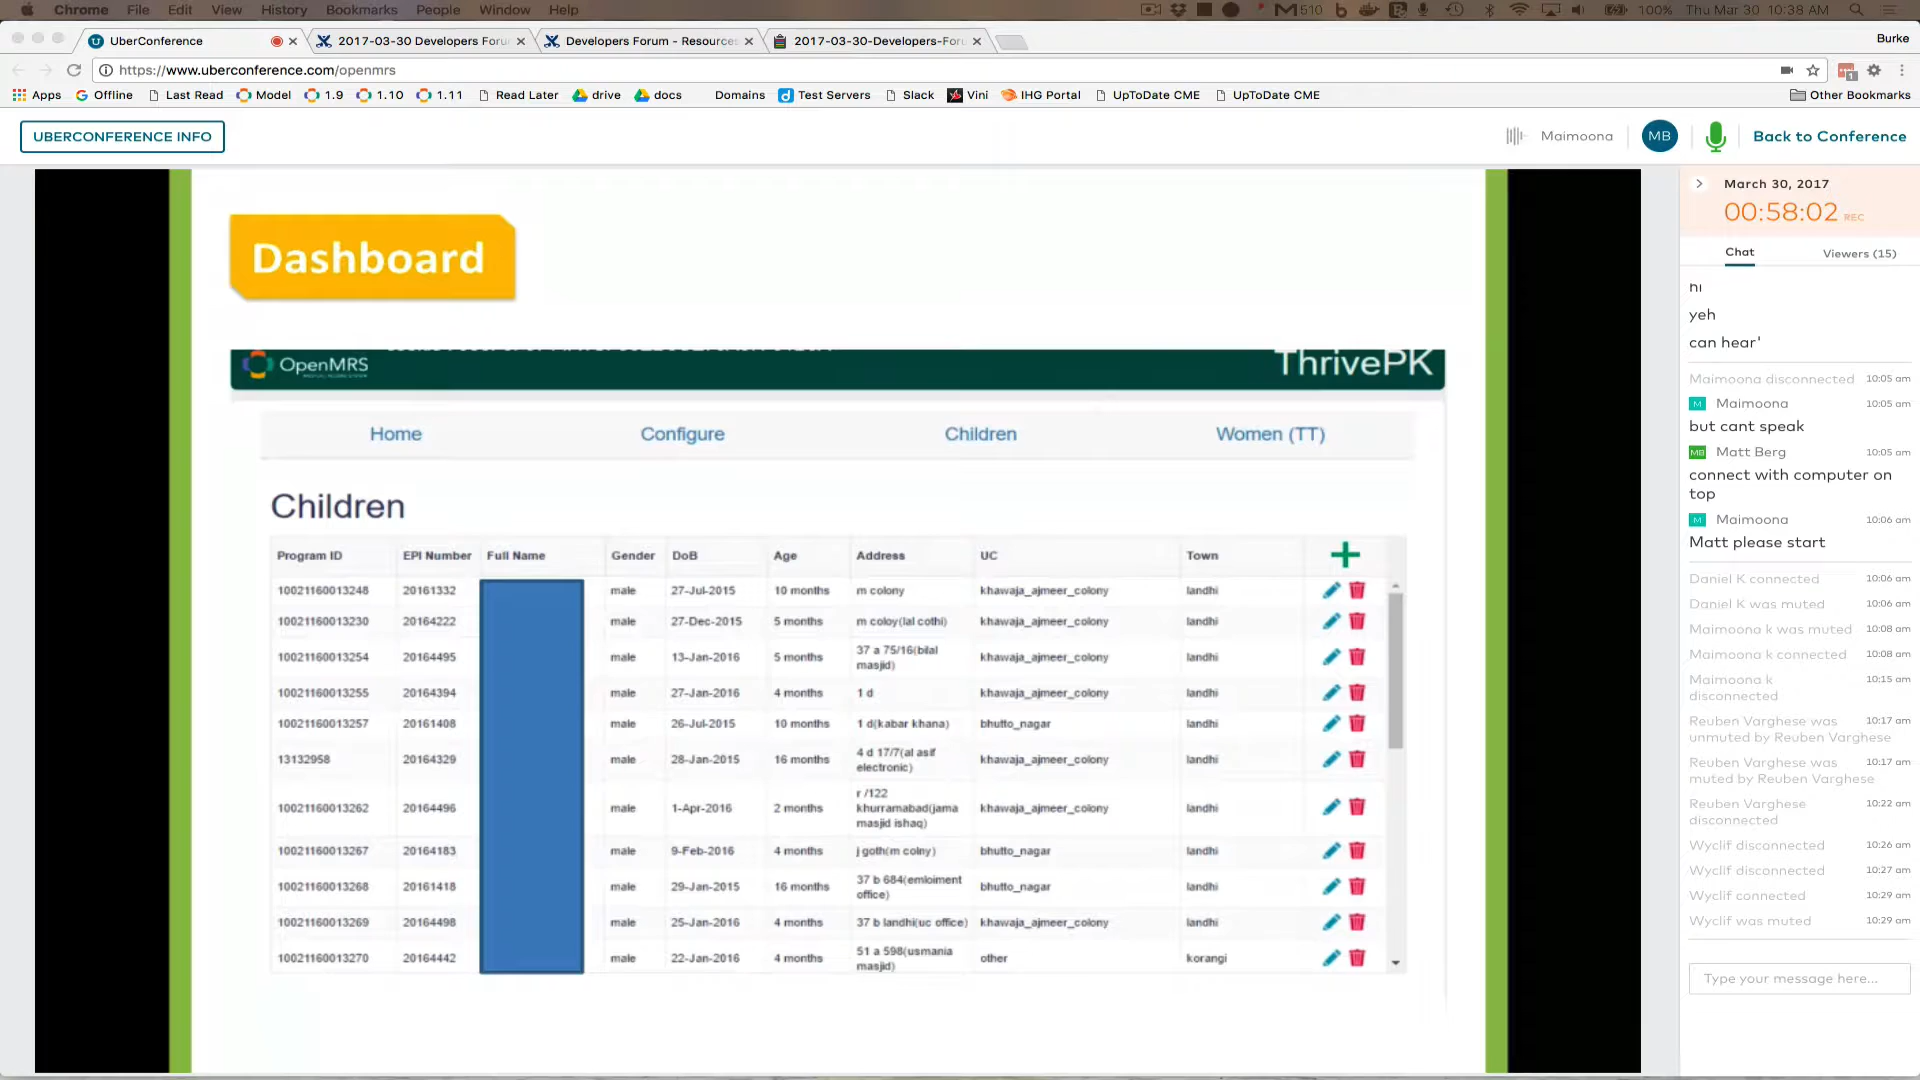 Chrome File Edit View History Bookmarks People Window Help 510 100% Thu Mar 30 10:38 AM
UberConference 2017-03-30 Developers Foru Developers Forum - Resources 2017-03-30-Developers-For Burke
https://www.uberconference.com/openmrs
Apps Offline Last Read Model 1.9 1.10 1.11 Read Later drive docs Domains Test Servers Slack Vini IHG Portal UpToDate CME UpToDate CME Other Bookmarks
UBERCONFERENCE INFO Maimoona MB Back to Conference
Dashboard
OpenMRS ThrivePK
Home Configure Children Women (TT)
Children
Program ID EPI Number Full Name Gender DoB Age Address UC Town
10021160013248 20161332 male 27-Jul-2015 10 months m colony khawaja_ajmeer_colony landhi
10021160013230 20164222 male 27-Dec-2015 5 months m coloy(lal cothi) khawaja_ajmeer_colony landhi
10021160013254 20164495 male 13-Jan-2016 5 months 37 a 75/16(bilal masjid) khawaja_ajmeer_colony landhi
10021160013255 20164394 male 27-Jan-2016 4 months 1 d khawaja_ajmeer_colony landhi
10021160013257 20161408 male 26-Jul-2015 10 months 1 d(kabar khana) bhutto_nagar landhi
13132958 20164329 male 28-Jan-2015 16 months 4 d 17/7(al asif electronic) khawaja_ajmeer_colony landhi
10021160013262 20164496 male 1-Apr-2016 2 months r /122 khurramabad(jama masjid ishaq) khawaja_ajmeer_colony landhi
10021160013267 20164183 male 9-Feb-2016 4 months j goth(m colny) bhutto_nagar landhi
10021160013268 20161418 male 29-Jan-2015 16 months 37 b 684(emloiment office) bhutto_nagar landhi
10021160013269 20164498 male 25-Jan-2016 4 months 37 b landhi(uc office) khawaja_ajmeer_colony landhi
10021160013270 20164442 male 22-Jan-2016 4 months 51 a 598(usmania masjid) other korangi
March 30, 2017
00:58:02 REC
Chat Viewers (15)
hi
yeh
can hear'
Maimoona disconnected 10:05 am
M Maimoona 10:05 am
but cant speak
MB Matt Berg 10:05 am
connect with computer on
top
M Maimoona 10:06 am
Matt please start
Daniel K connected 10:06 am
Daniel K was muted 10:06 am
Maimoona k was muted 10:08 am
Maimoona k connected 10:08 am
Maimoona k 10:15 am
disconnected
Reuben Varghese was 10:17 am
unmuted by Reuben Varghese
Reuben Varghese was 10:17 am
muted by Reuben Varghese
Reuben Varghese 10:22 am
disconnected
Wyclif disconnected 10:26 am
Wyclif disconnected 10:27 am
Wyclif connected 10:29 am
Wyclif was muted 10:29 am
Type your message here...